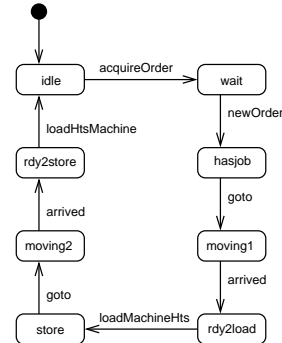 acquireOrder
idle
wait
newOrder
loadHtsMachine
rdy2store
hasjob
goto
arrived
moving2
moving1
arrived
goto
loadMachineHts
store
rdy2load